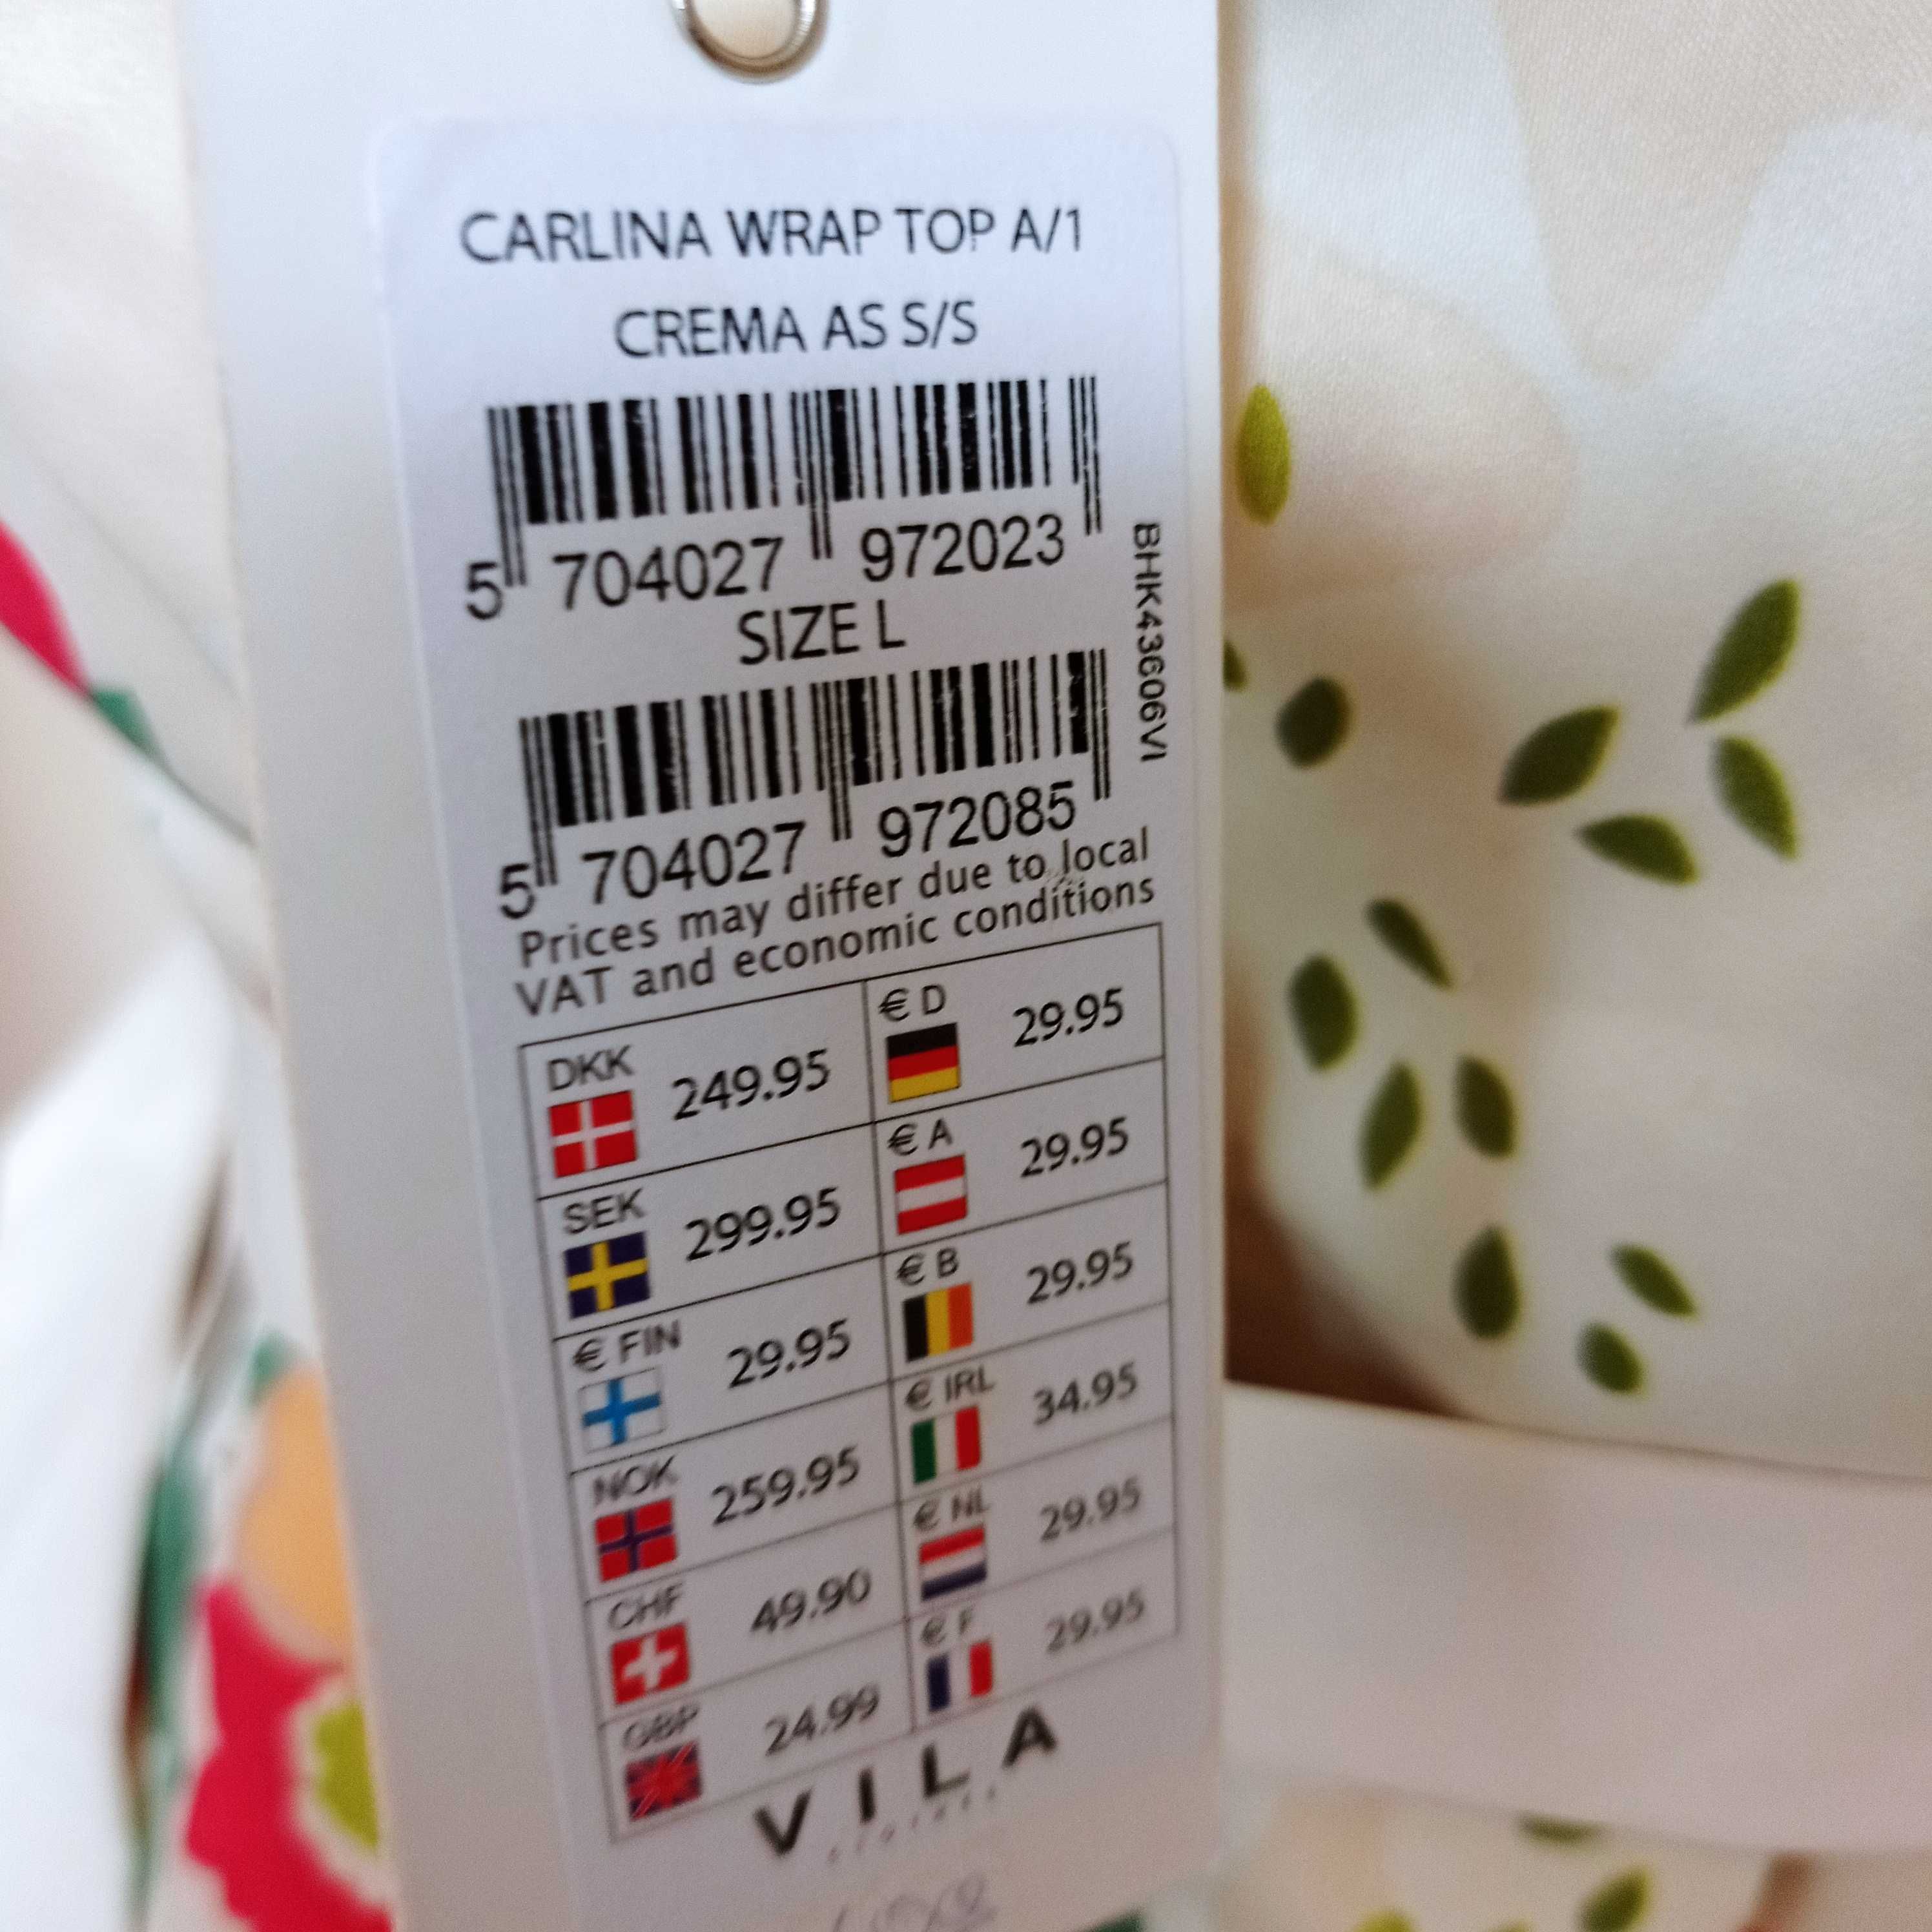 CARLINA WRAP TOP A/1
CREMA AS S/S
5 704027 972023
SIZE L
5 704027 972085
BHK43606VI
Prices may differ due to local
VAT and economic conditions
DKK 249.95
€ D 29.95
SEK 299.95
€ A 29.95
€ FIN 29.95
€ B 29.95
NOK 259.95
€ IRL 34.95
CHF 49.90
€ NL 29.95
GBP 24.99
€ F 29.95
VILA